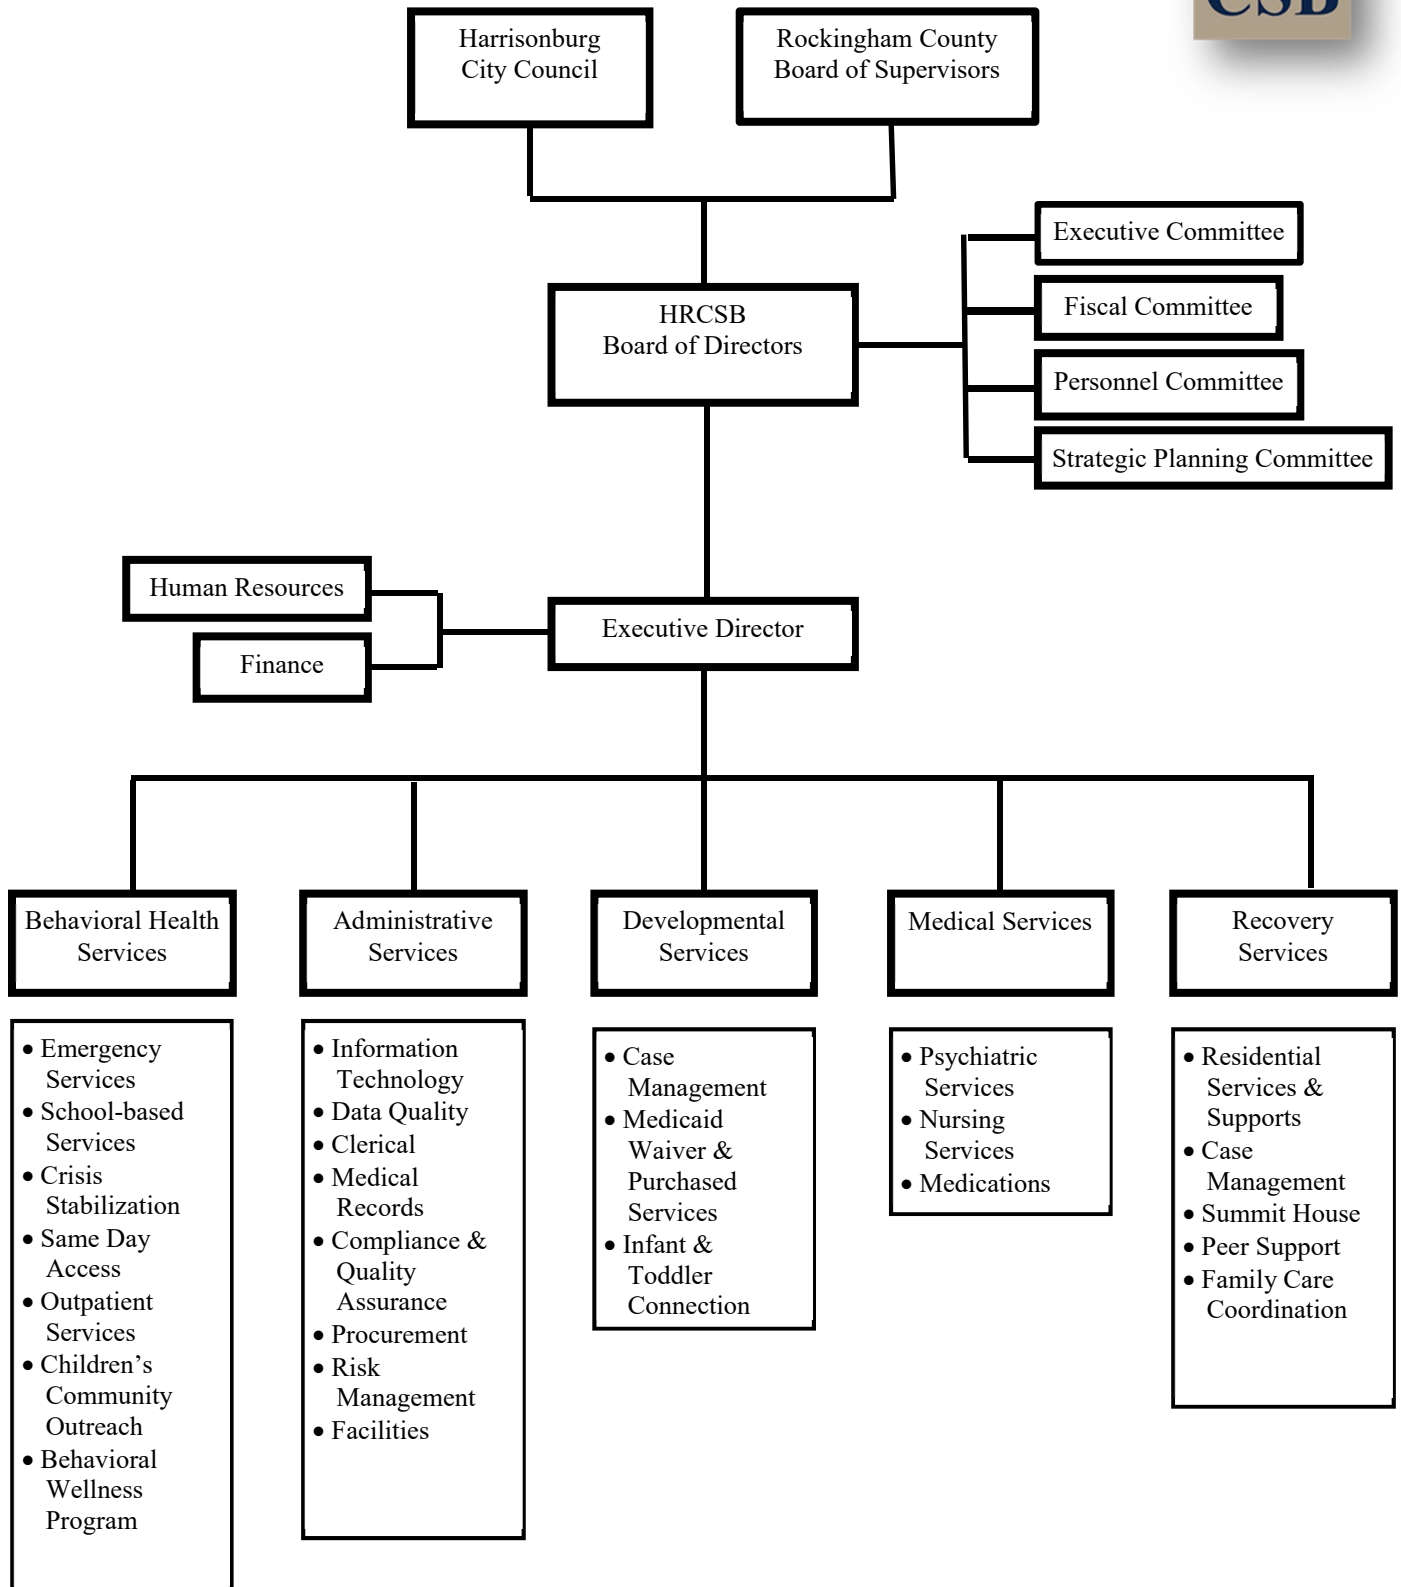 CSB
Harrisonburg
City Council
Rockingham County
Board of Supervisors
Executive Committee
HRCSB
Board of Directors
Fiscal Committee
Personnel Committee
Strategic Planning Committee
Human Resources
Executive Director
Finance
Behavioral Health
Services
Administrative
Services
Developmental
Services
Medical Services
Recovery
Services
• Emergency
Services
• School-based
Services
• Crisis
Stabilization
• Same Day
Access
• Outpatient
Services
• Children’s
Community
Outreach
• Behavioral
Wellness
Program
• Information
Technology
• Data Quality
• Clerical
• Medical
Records
• Compliance &
Quality
Assurance
• Procurement
• Risk
Management
• Facilities
• Case
Management
• Medicaid
Waiver &
Purchased
Services
• Infant &
Toddler
Connection
• Psychiatric
Services
• Nursing
Services
• Medications
• Residential
Services &
Supports
• Case
Management
• Summit House
• Peer Support
• Family Care
Coordination